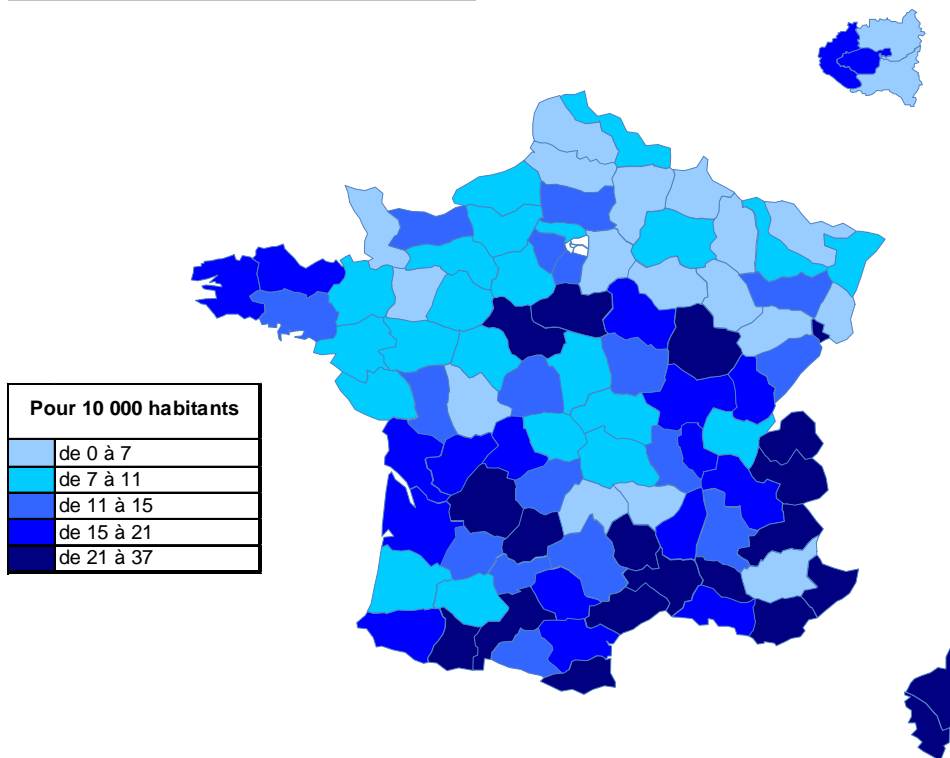 Pour 10 000 habitants
de 0 à 7
de 7 à 11
de 11 à 15
de 15 à 21
de 21 à 37